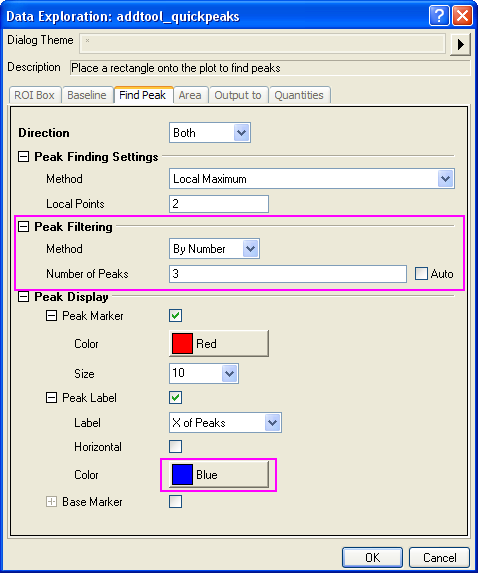 Data Exploration: addtool_quickpeaks
Dialog Theme *
Description Place a rectangle onto the plot to find peaks
ROI Box Baseline Find Peak Area Output to Quantities
Direction Both
Peak Finding Settings
Method Local Maximum
Local Points 2
Peak Filtering
Method By Number
Number of Peaks 3 Auto
Peak Display
Peak Marker
Color Red
Size 10
Peak Label
Label X of Peaks
Horizontal
Color Blue
Base Marker
OK Cancel